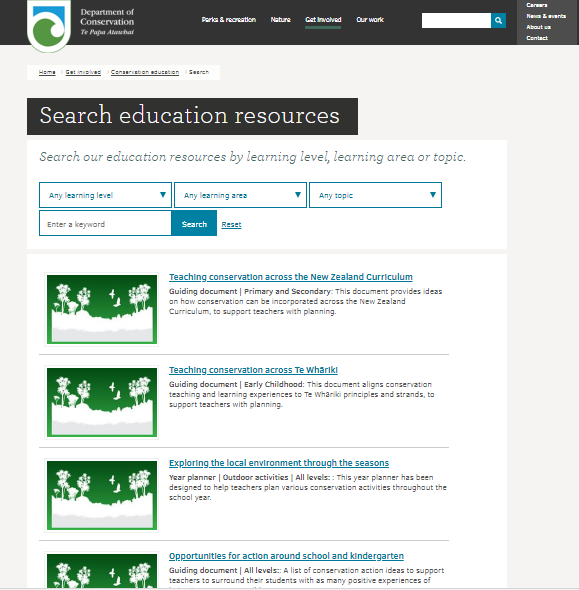 Department of
Conservation
Te Papa Atawhai
Parks & recreation
Nature
Get Involved
Our work
Careers
News & events
About us
Contact
Home › Get involved › Conservation education › Search
Search education resources
Search our education resources by learning level, learning area or topic.
Any learning level
Any learning area
Any topic
Enter a keyword
Search
Reset
Teaching conservation across the New Zealand Curriculum
Guiding document | Primary and Secondary: This document provides ideas
on how conservation can be incorporated across the New Zealand
Curriculum, to support teachers with planning.
Teaching conservation across Te Whāriki
Guiding document | Early Childhood: This document aligns conservation
teaching and learning experiences to Te Whāriki principles and strands, to
support teachers with planning.
Exploring the local environment through the seasons
Year planner | Outdoor activities | All levels: : This year planner has been
designed to help teachers plan various conservation activities throughout the
school year.
Opportunities for action around school and kindergarten
Guiding document | All levels:: A list of conservation action ideas to support
teachers to surround their students with as many positive experiences of